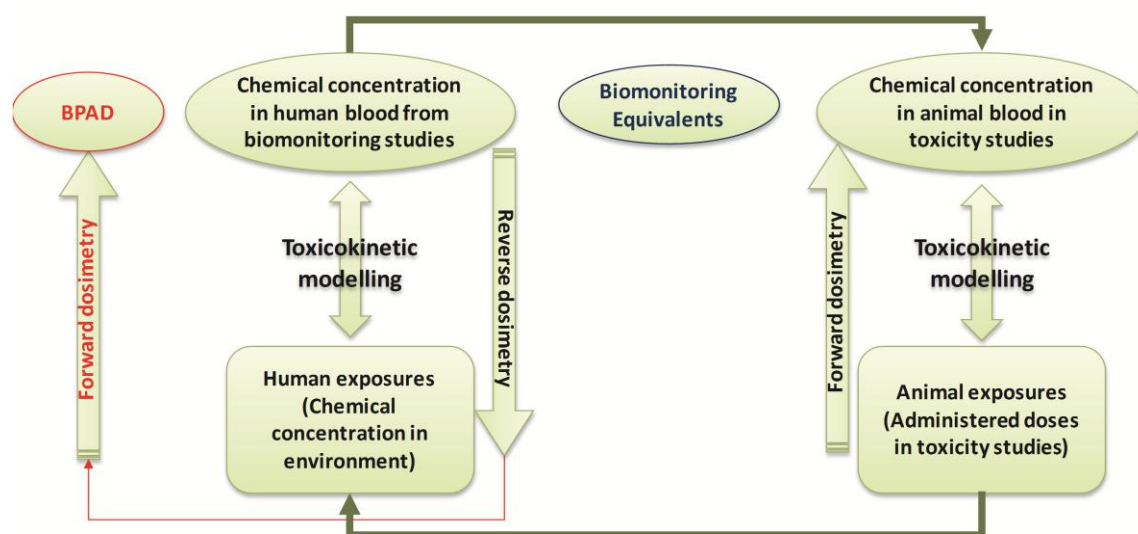 BPAD
Chemical concentration
in human blood from
biomonitoring studies
Biomonitoring
Equivalents
Chemical concentration
in animal blood in
toxicity studies
Forward dosimetry
Toxicokinetic
modelling
Reverse dosimetry
Forward dosimetry
Toxicokinetic
modelling
Human exposures
(Chemical
concentration in
environment)
Animal exposures
(Administered doses
in toxicity studies)